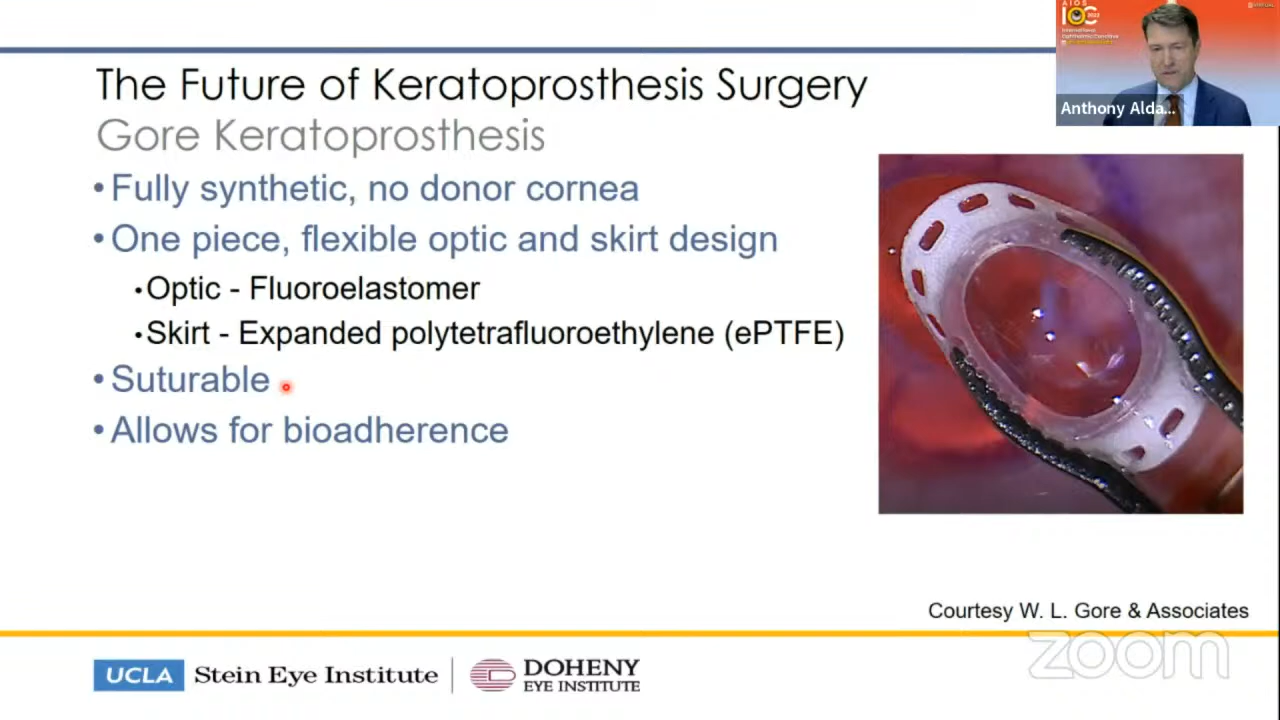 The Future of Keratoprosthesis Surgery
Gore Keratoprosthesis
• Fully synthetic, no donor cornea
• One piece, flexible optic and skirt design
• Optic - Fluoroelastomer
• Skirt - Expanded polytetrafluoroethylene (ePTFE)
• Suturable
• Allows for bioadherence
Courtesy W. L. Gore & Associates
UCLA Stein Eye Institute
DOHENY
EYE INSTITUTE
zoom
AIOS
Anthony Alda...